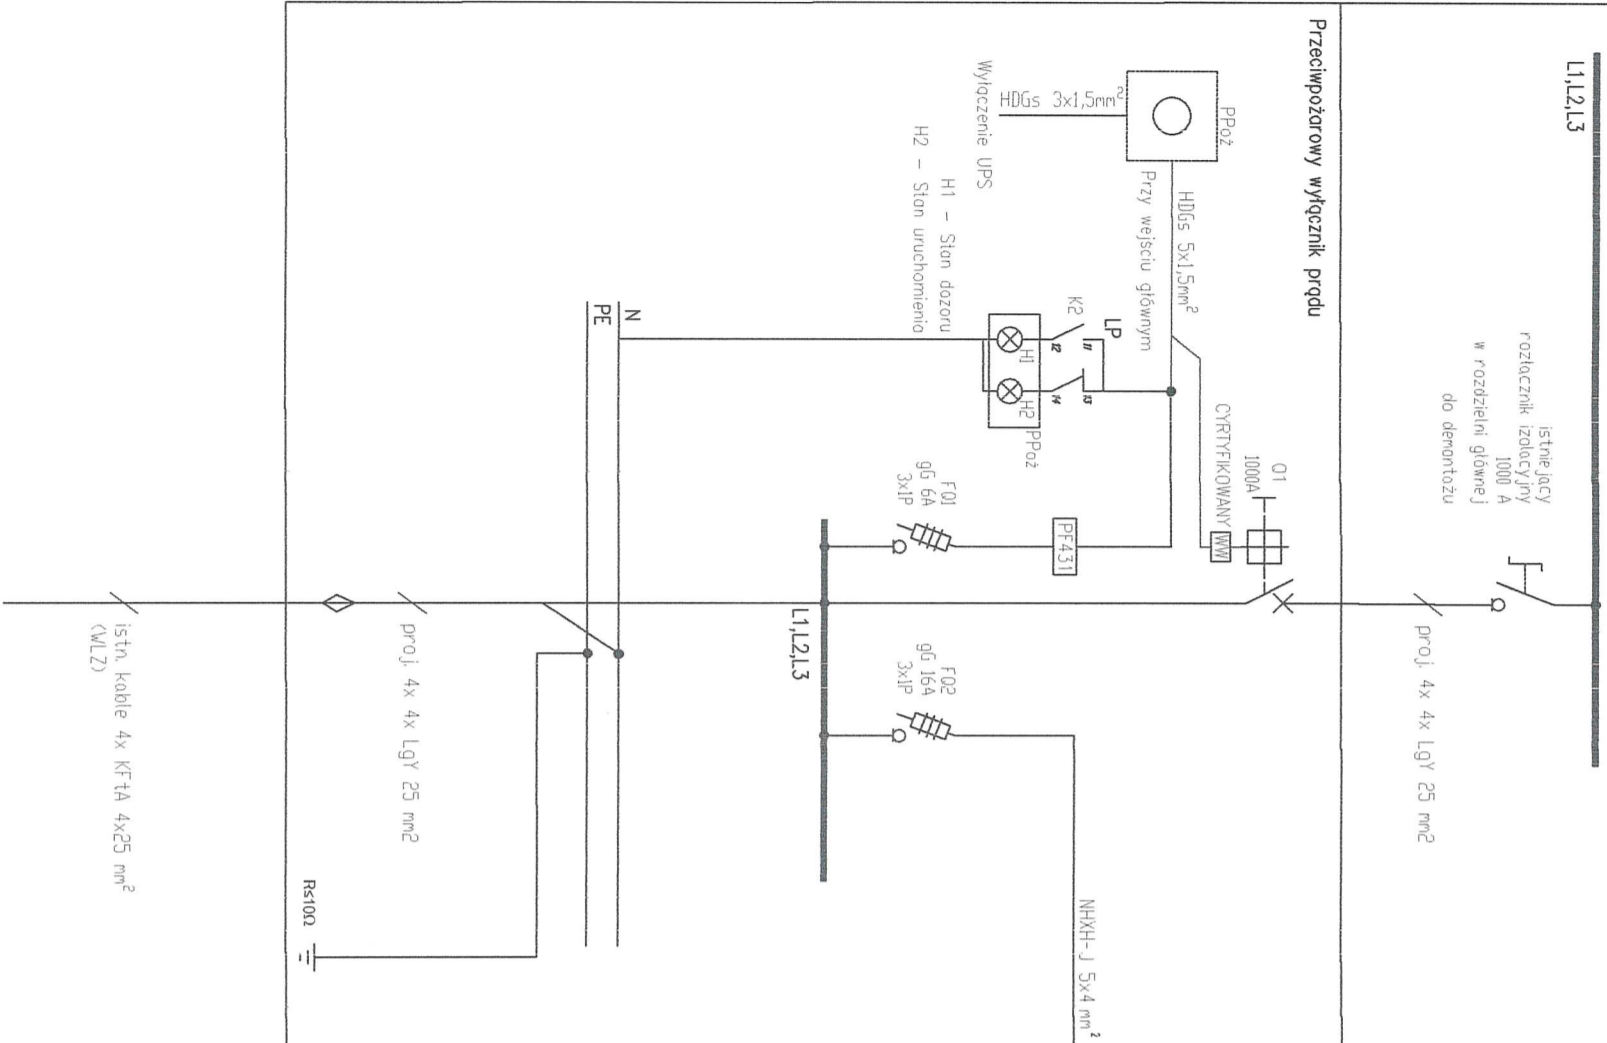 L1,L2,L3
istniejący
rozłącznik izolacyjny
1000 A
w rozdzielni głównej
do demontażu
proj. 4x 4x LgY 25 mm2
Przeciwpożarowy wyłącznik prądu
PPoż
HDGs 3x1,5mm²
Wyłączenie UPS
HDGs 5x1,5mm²
Przy wejściu głównym
Q1
1000A
CYRTYFIKOWANY
WW
LP
K2
11
12
13
14
H1
H2
PPoż
H1 - Stan dozoru
H2 - Stan uruchomienia
PF431
FQ1
gG 6A
3x1P
FQ2
gG 16A
3x1P
NHXH-J 5x4 mm²
L1,L2,L3
N
PE
proj. 4x 4x LgY 25 mm2
R≤10Ω
istn. kable 4x KFtA 4x25 mm²
(WLZ)